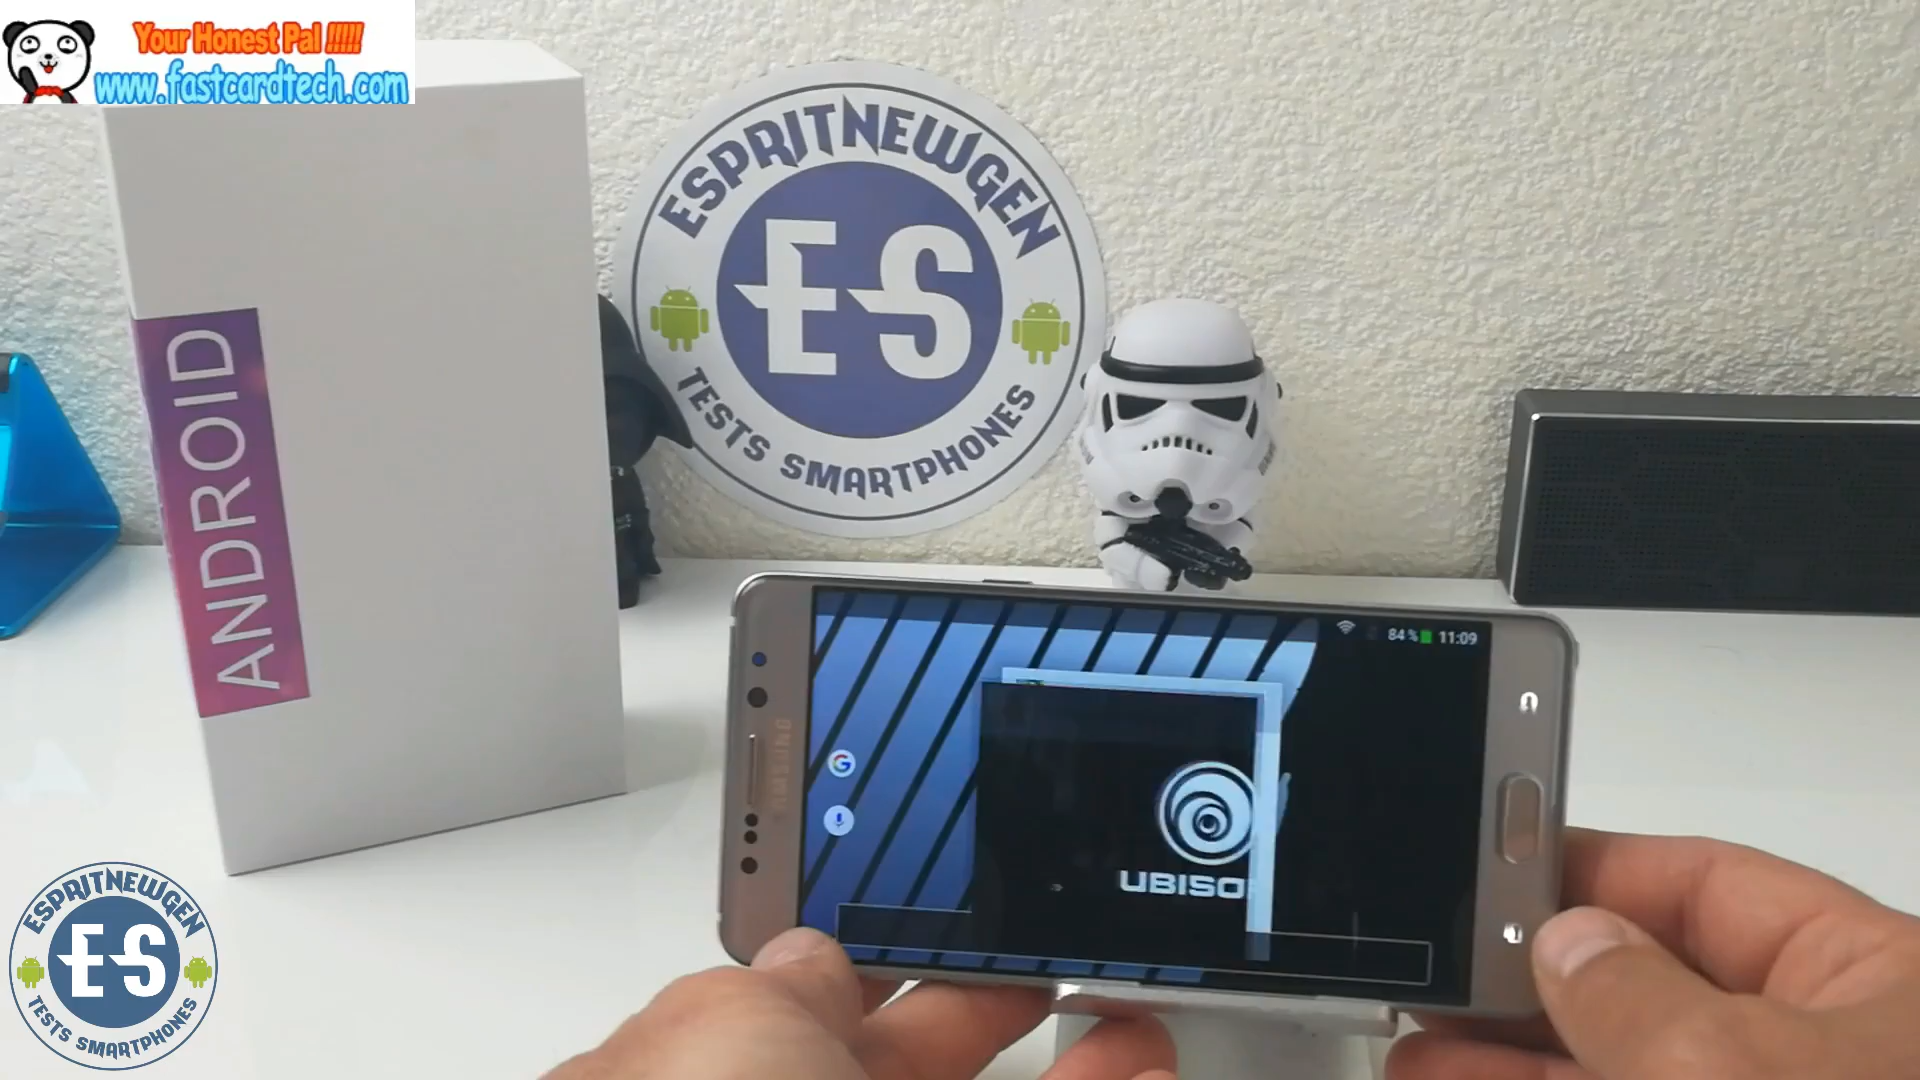 Your Honest Pal !!!!!
www.fastcardtech.com
ESPRITNEWGEN
ES
TESTS SMARTPHONES
ANDROID
SAMSUNG
84% 11:09
G
UBISO
ESPRITNEWGEN
ES
TESTS SMARTPHONES